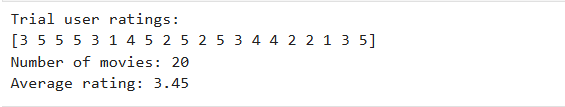 Trial user ratings:
[3 5 5 5 3 1 4 5 2 5 2 5 3 4 4 2 2 1 3 5]
Number of movies: 20
Average rating: 3.45